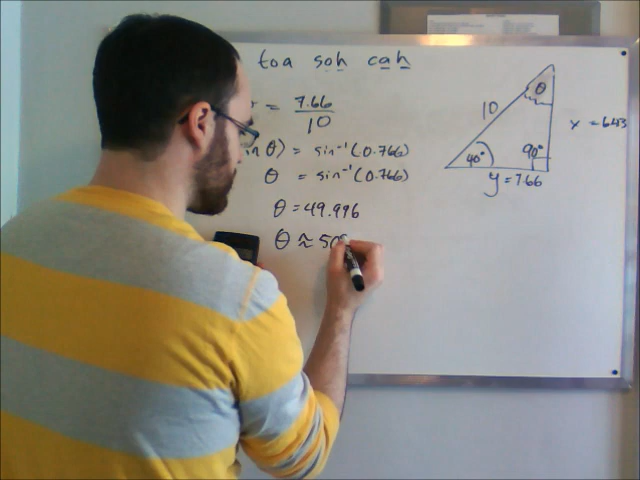 toa soh cah
= 7.66
10
in θ) = sin⁻¹(0.766)
θ = sin⁻¹(0.766)
θ = 49.996
θ ≈ 50
θ
10
x = 6.43
40°
90°
y = 7.66